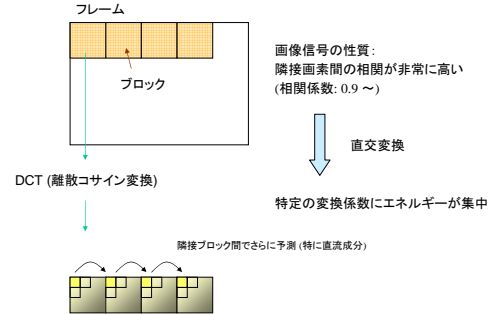 フレーム
ブロック
画像信号の性質:
隣接画素間の相関が非常に高い
(相関係数: 0.9 ～)
直交変換
DCT (離散コサイン変換)
特定の変換係数にエネルギーが集中
隣接ブロック間でさらに予測 (特に直流成分)